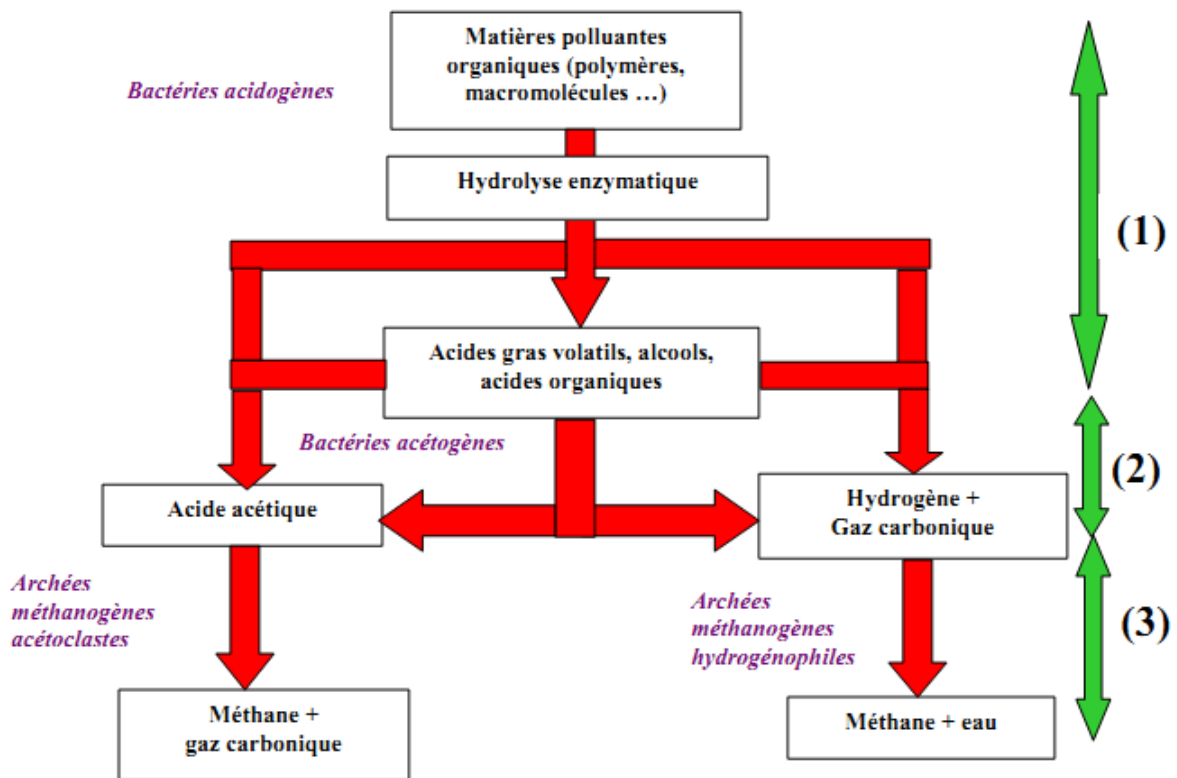 Matières polluantes
organiques (polymères,
macromolécules …)
Bactéries acidogènes
Hydrolyse enzymatique
(1)
Acides gras volatils, alcools,
acides organiques
Bactéries acétogènes
(2)
Acide acétique
Hydrogène +
Gaz carbonique
Archées
méthanogènes
acétoclastes
Archées
méthanogènes
hydrogénophiles
(3)
Méthane +
gaz carbonique
Méthane + eau